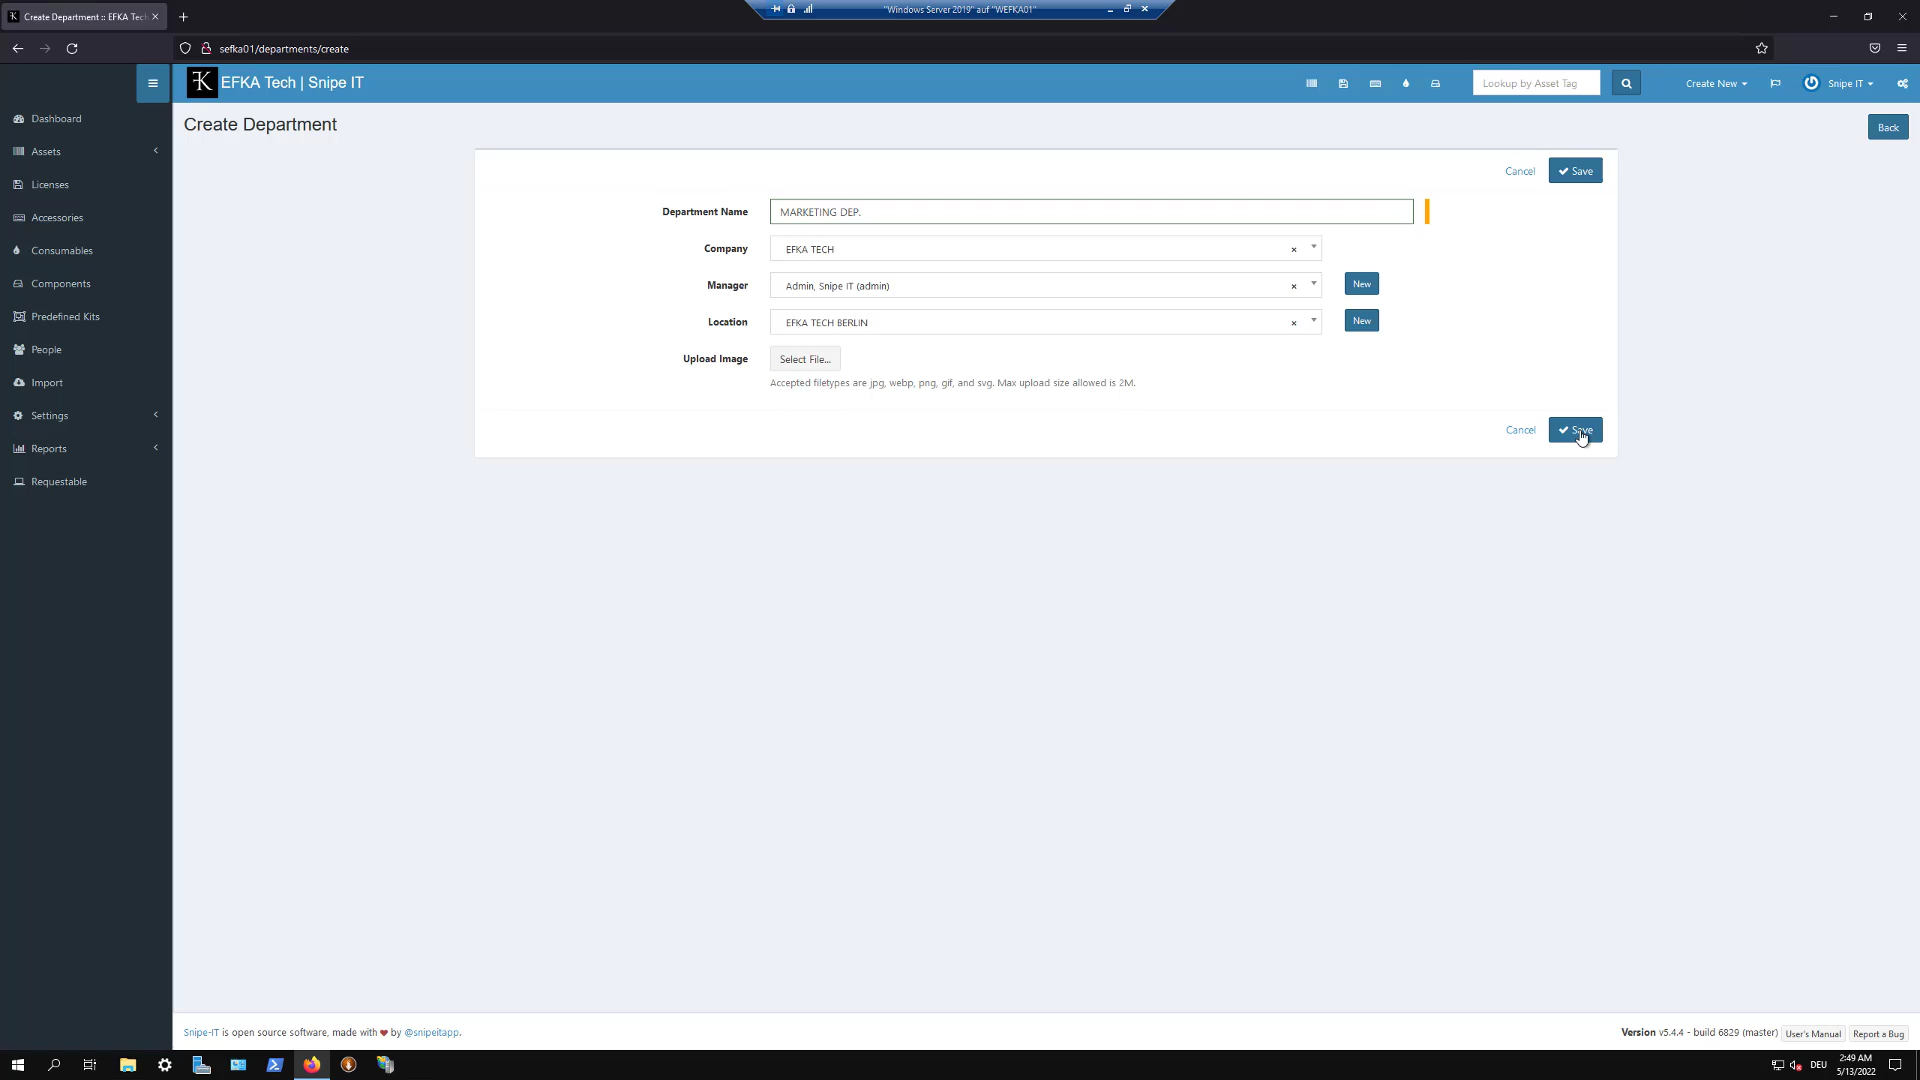 Create Department :: EFKA Tech
"Windows Server 2019" auf "WEFKA01"
sefka01/departments/create
EFKA Tech | Snipe IT
Lookup by Asset Tag
Create New
Snipe IT
Dashboard
Assets
Licenses
Accessories
Consumables
Components
Predefined Kits
People
Import
Settings
Reports
Requestable
Create Department
Back
Cancel
Save
Department Name
MARKETING DEP.
Company
EFKA TECH
×
Manager
Admin, Snipe IT (admin)
×
New
Location
EFKA TECH BERLIN
×
New
Upload Image
Select File...
Accepted filetypes are jpg, webp, png, gif, and svg. Max upload size allowed is 2M.
Cancel
Save
Snipe-IT is open source software, made with ❤ by @snipeitapp.
Version v5.4.4 - build 6829 (master)
User's Manual
Report a Bug
DEU
2:49 AM
5/13/2022